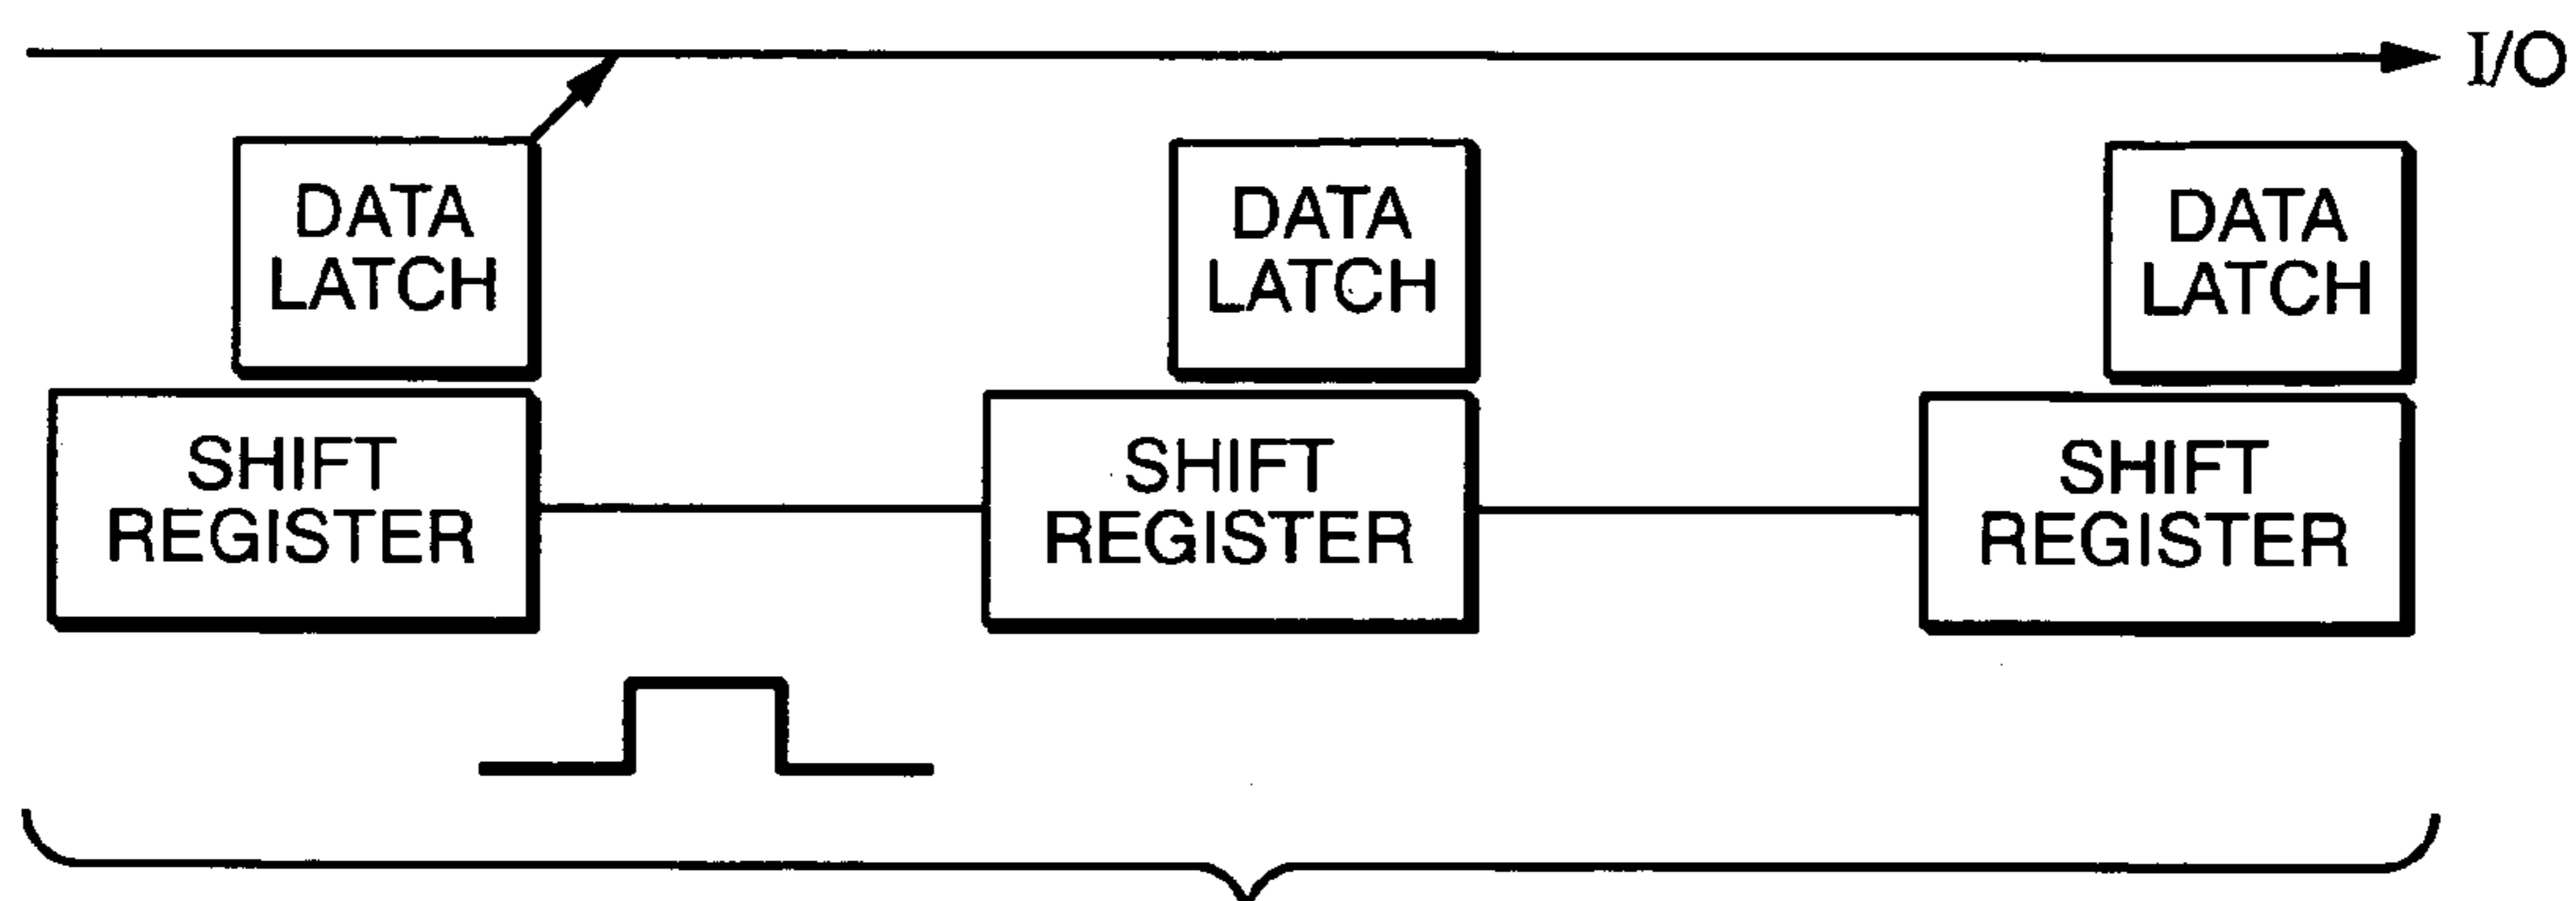 I/O
DATA
LATCH
DATA
LATCH
DATA
LATCH
SHIFT
REGISTER
SHIFT
REGISTER
SHIFT
REGISTER